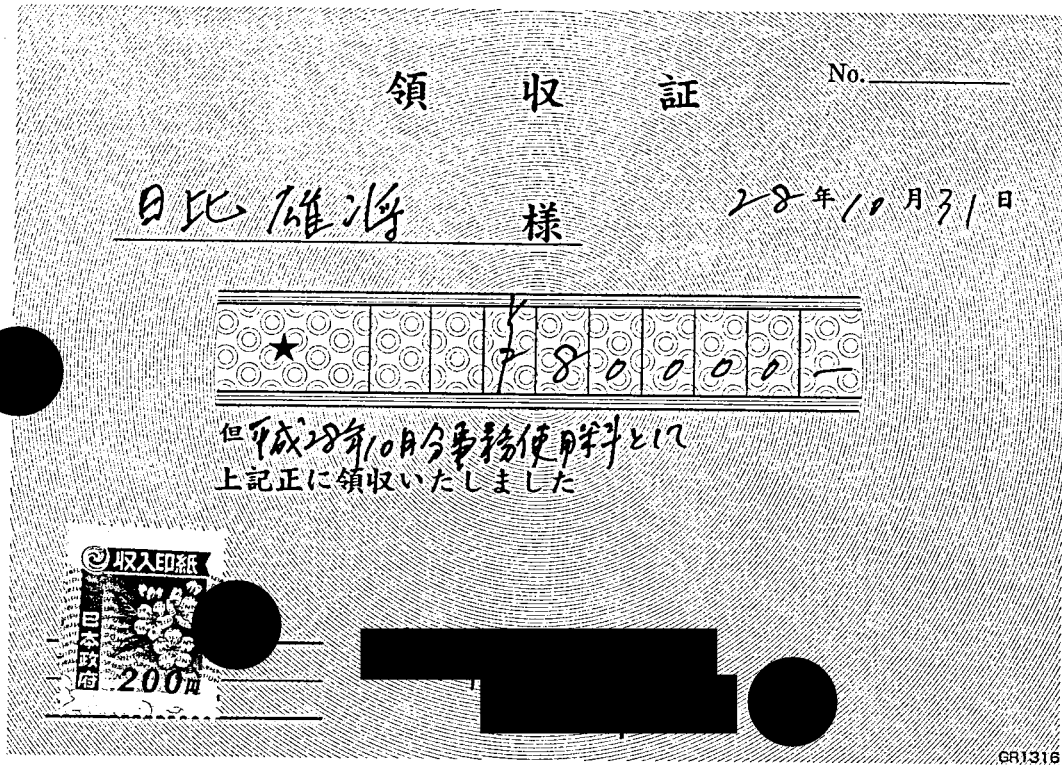 領収証
No.
日比雄将 様
28年10月31日
★ ¥80000-
但 平成28年10月分事務使用料として
上記正に領収いたしました
収入印紙
日本政府
200円
GR1316